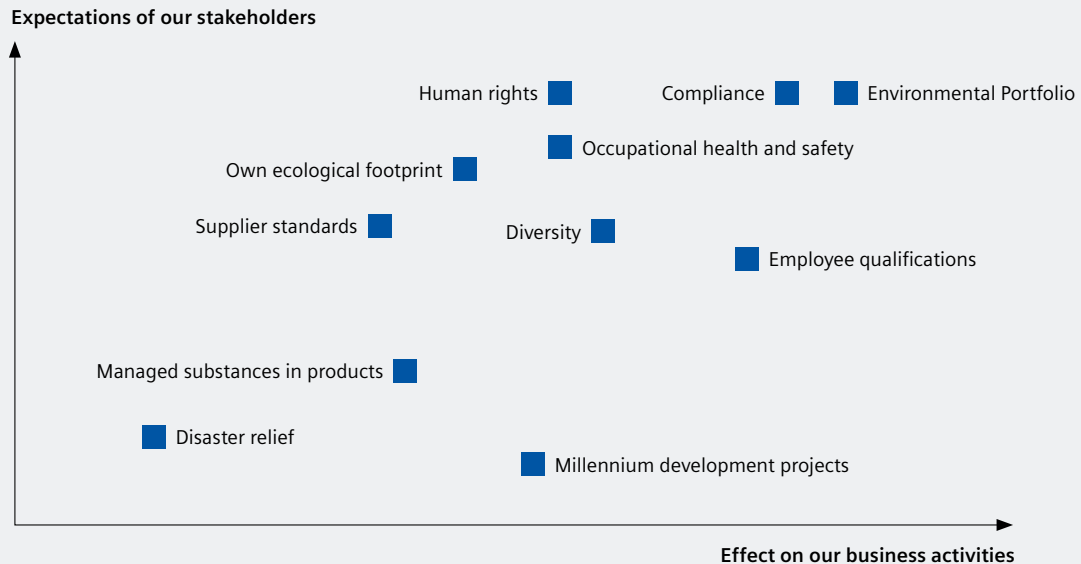 Expectations of our stakeholders
Human rights
Compliance
Environmental Portfolio
Occupational health and safety
Own ecological footprint
Supplier standards
Diversity
Employee qualifications
Managed substances in products
Disaster relief
Millennium development projects
Effect on our business activities